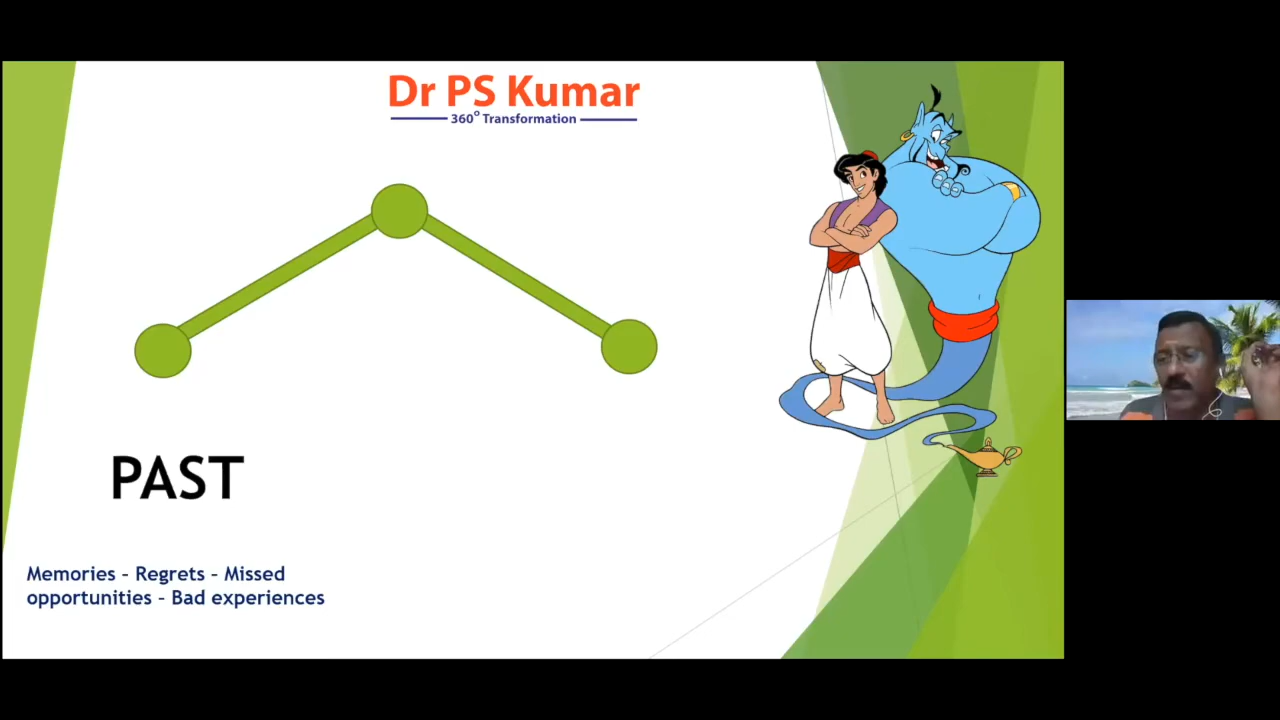 Dr PS Kumar
360° Transformation
PAST
Memories - Regrets - Missed
opportunities - Bad experiences